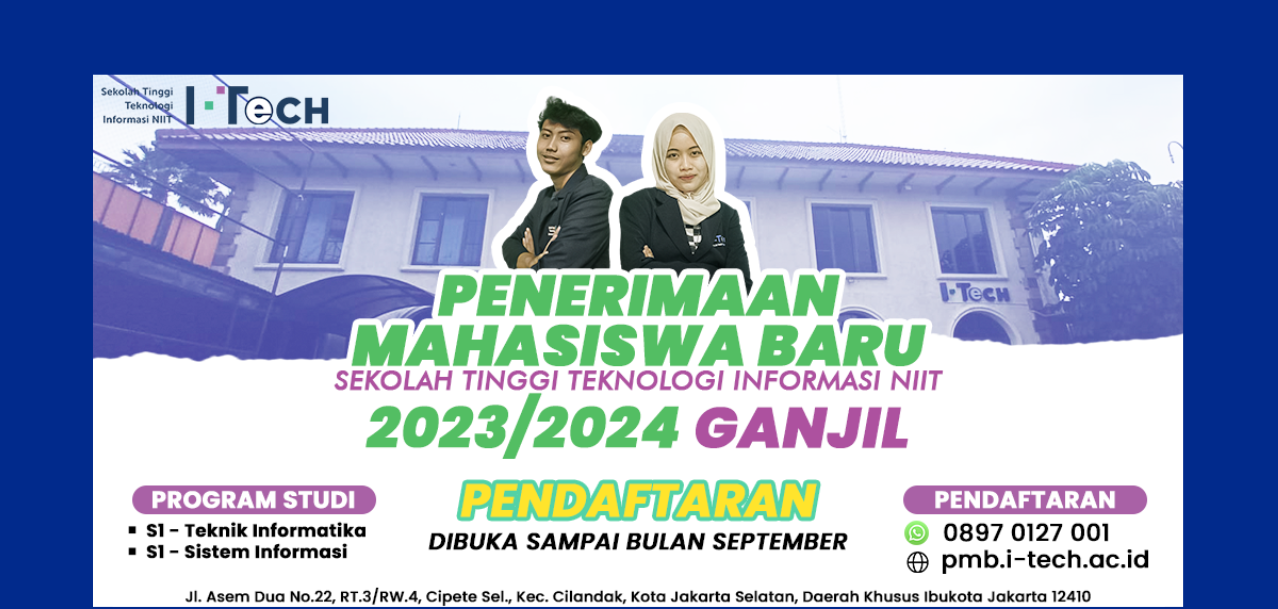 Sekolah Tinggi
Teknologi
Informasi NIIT
I-TECH
I-TECH
PENERIMAAN
MAHASISWA BARU
SEKOLAH TINGGI TEKNOLOGI INFORMASI NIIT
2023/2024 GANJIL
PROGRAM STUDI
▪ S1 - Teknik Informatika
▪ S1 - Sistem Informasi
PENDAFTARAN
DIBUKA SAMPAI BULAN SEPTEMBER
PENDAFTARAN
0897 0127 001
pmb.i-tech.ac.id
Jl. Asem Dua No.22, RT.3/RW.4, Cipete Sel., Kec. Cilandak, Kota Jakarta Selatan, Daerah Khusus Ibukota Jakarta 12410